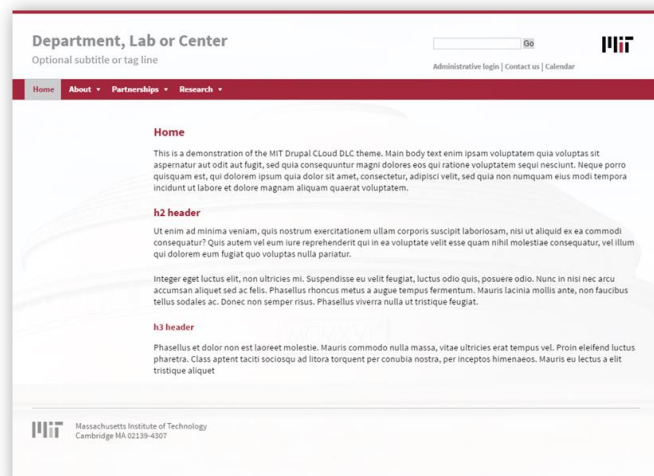 Department, Lab or Center
Optional subtitle or tag line
Go
MIT
Administrative login | Contact us | Calendar
Home About Partnerships Research
Home
This is a demonstration of the MIT Drupal CLoud DLC theme. Main body text enim ipsam voluptatem quia voluptas sit
aspernatur aut odit aut fugit, sed quia consequuntur magni dolores eos qui ratione voluptatem sequi nesciunt. Neque porro
quisquam est, qui dolorem ipsum quia dolor sit amet, consectetur, adipisci velit, sed quia non numquam eius modi tempora
incidunt ut labore et dolore magnam aliquam quaerat voluptatem.
h2 header
Ut enim ad minima veniam, quis nostrum exercitationem ullam corporis suscipit laboriosam, nisi ut aliquid ex ea commodi
consequatur? Quis autem vel eum iure reprehenderit qui in ea voluptate velit esse quam nihil molestiae consequatur, vel illum
qui dolorem eum fugiat quo voluptas nulla pariatur.
Integer eget luctus elit, non ultricies mi. Suspendisse eu velit feugiat, luctus odio quis, posuere odio. Nunc in nisi nec arcu
accumsan aliquet sed ac felis. Phasellus rhoncus metus a augue tempus fermentum. Mauris lacinia mollis ante, non faucibus
tellus sodales ac. Donec non semper risus. Phasellus viverra nulla ut tristique feugiat.
h3 header
Phasellus et dolor non est laoreet molestie. Mauris commodo nulla massa, vitae ultricies erat tempus vel. Proin eleifend luctus
pharetra. Class aptent taciti sociosqu ad litora torquent per conubia nostra, per inceptos himenaeos. Mauris eu lectus a elit
tristique aliquet
MIT
Massachusetts Institute of Technology
Cambridge MA 02139-4307